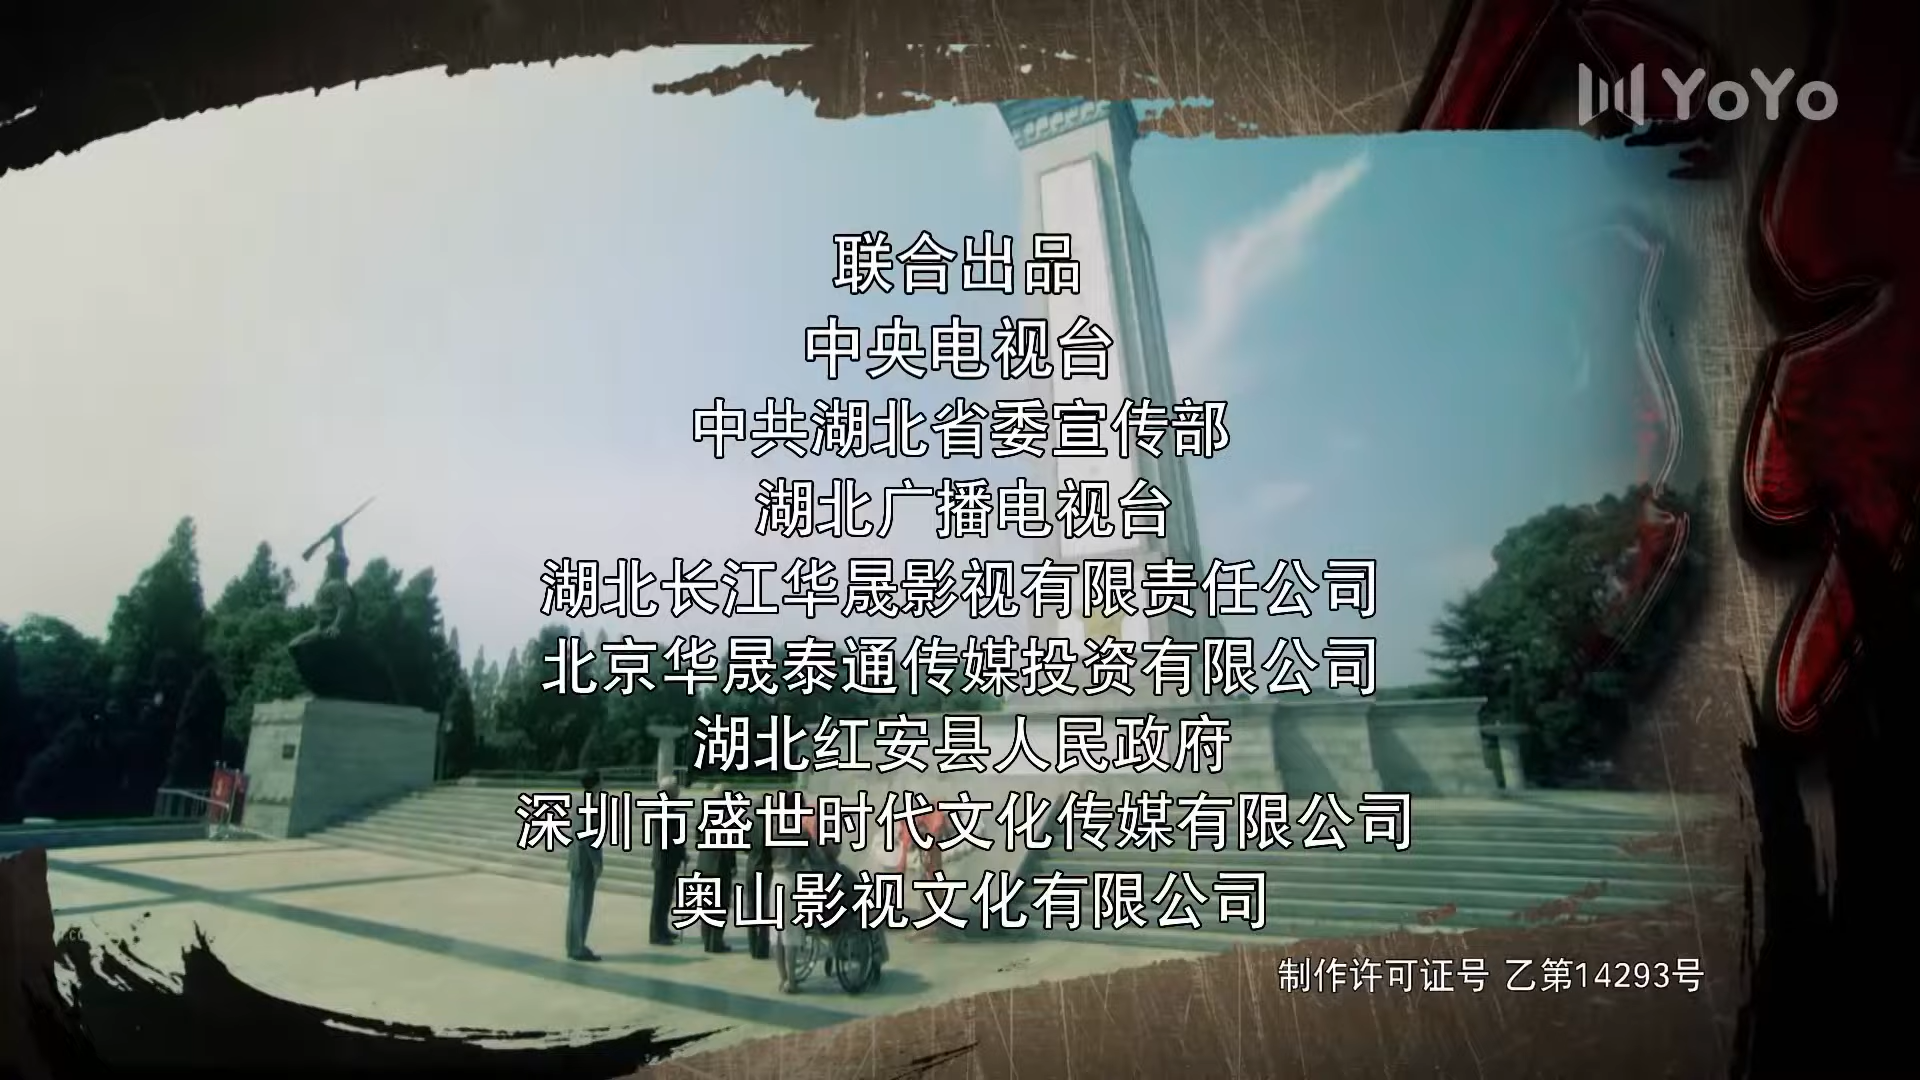 YoYo
联合出品
中央电视台
中共湖北省委宣传部
湖北广播电视台
湖北长江华晟影视有限责任公司
北京华晟泰通传媒投资有限公司
湖北红安县人民政府
深圳市盛世时代文化传媒有限公司
奥山影视文化有限公司
制作许可证号 乙第14293号